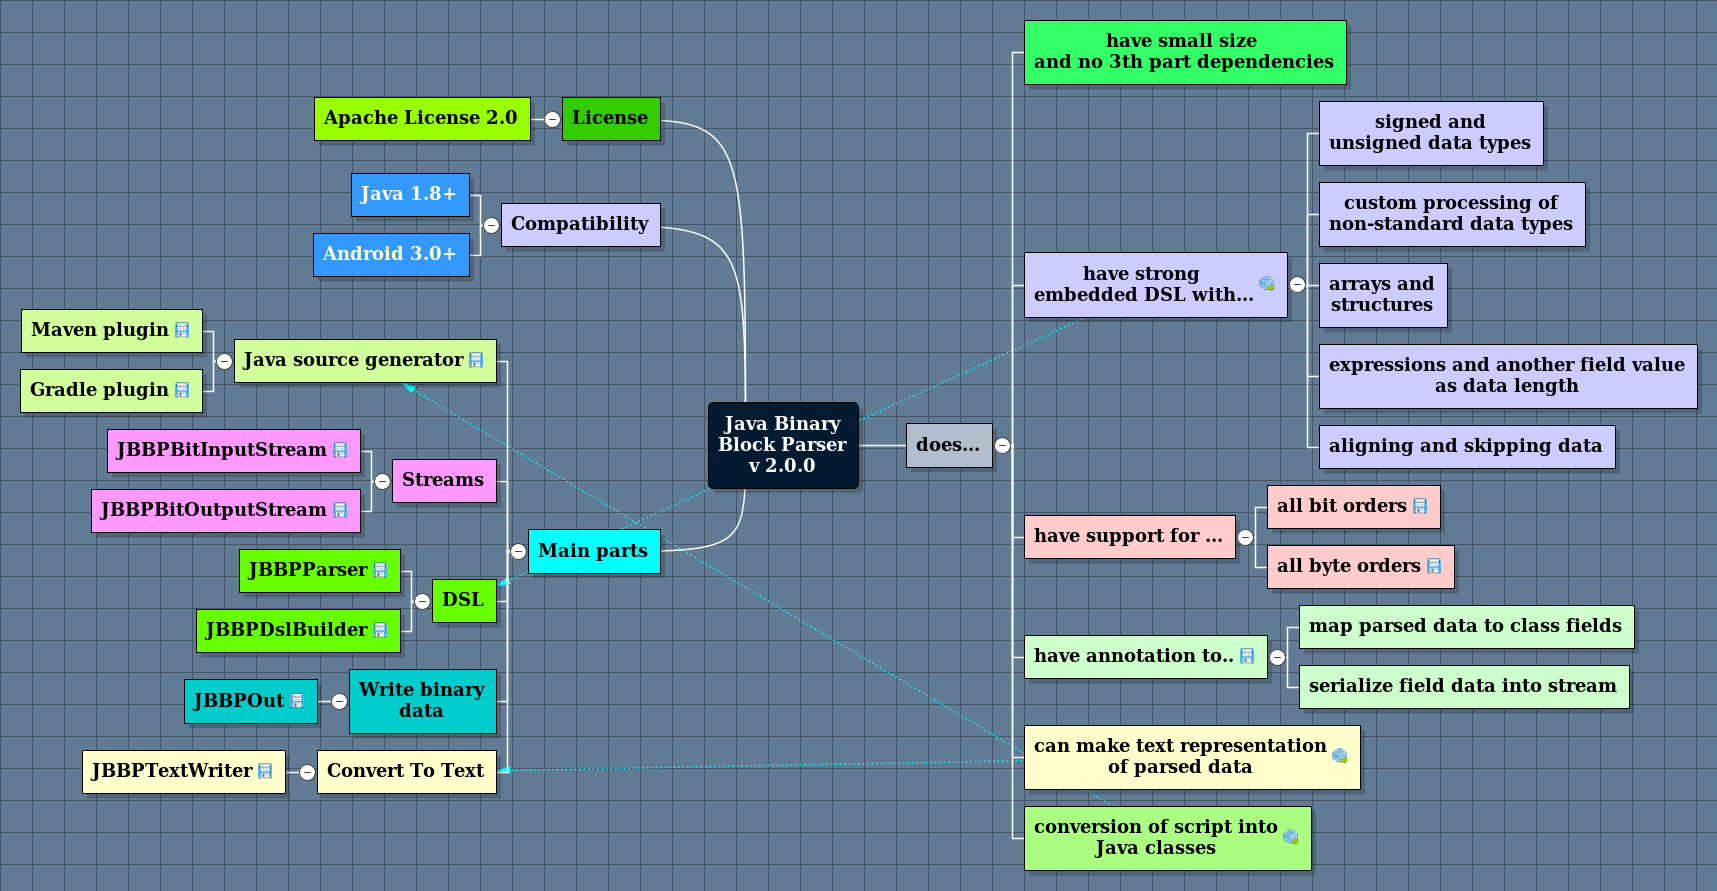 Apache License 2.0
License
Java 1.8+
Android 3.0+
Compatibility
Maven plugin
Gradle plugin
Java source generator
JBBPBitInputStream
JBBPBitOutputStream
Streams
Main parts
JBBPParser
JBBPDslBuilder
DSL
JBBPOut
Write binary
data
JBBPTextWriter
Convert To Text
Java Binary
Block Parser
v 2.0.0
does...
have small size
and no 3th part dependencies
have strong
embedded DSL with...
signed and
unsigned data types
custom processing of
non-standard data types
arrays and
structures
expressions and another field value
as data length
aligning and skipping data
have support for ...
all bit orders
all byte orders
have annotation to..
map parsed data to class fields
serialize field data into stream
can make text representation
of parsed data
conversion of script into
Java classes